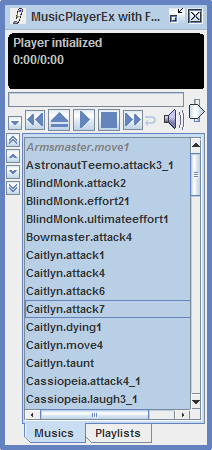 MusicPlayerEx with F...
Player intialized
0:00/0:00
Armsmaster.move1
AstronautTeemo.attack3_1
BlindMonk.attack2
BlindMonk.effort21
BlindMonk.ultimateeffort1
Bowmaster.attack4
Caitlyn.attack1
Caitlyn.attack4
Caitlyn.attack6
Caitlyn.attack7
Caitlyn.dying1
Caitlyn.move4
Caitlyn.taunt
Cassiopeia.attack4_1
Cassiopeia.laugh3_1
Musics
Playlists